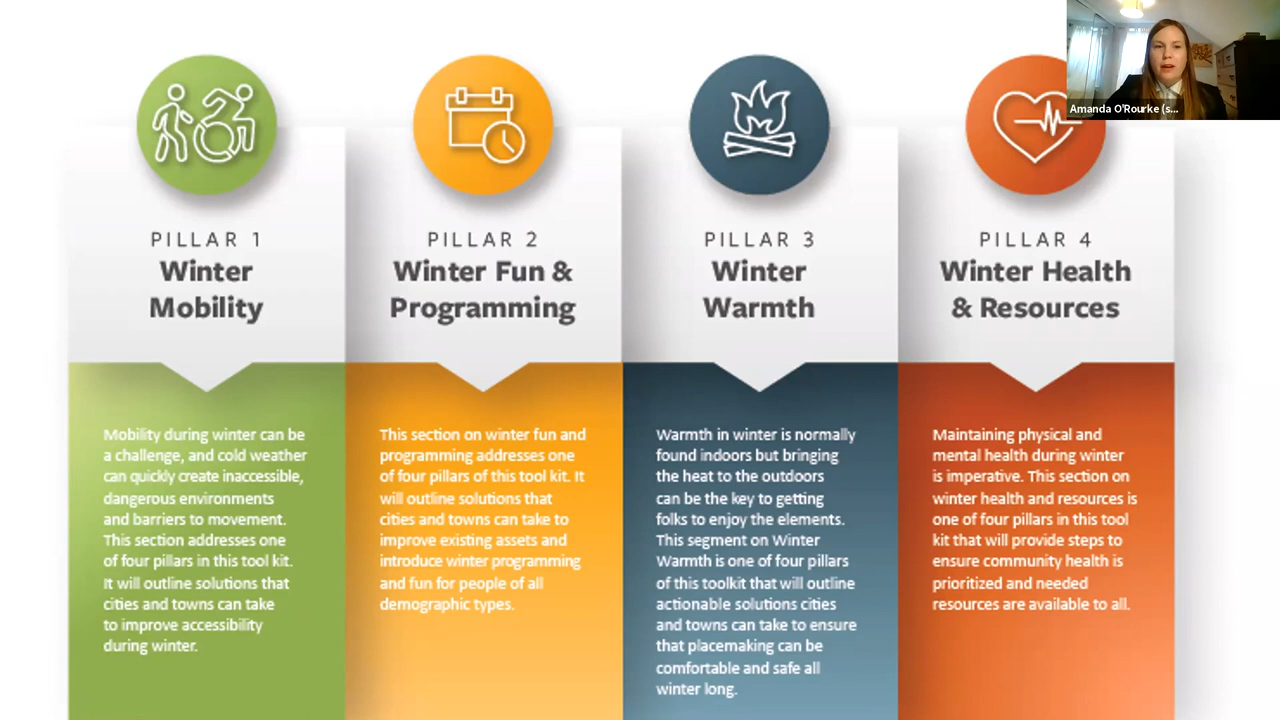 Amanda O'Rourke (s...
PILLAR 1
Winter
Mobility
Mobility during winter can be
a challenge, and cold weather
can quickly create inaccessible,
dangerous environments
and barriers to movement.
This section addresses one
of four pillars in this tool kit.
It will outline solutions that
cities and towns can take
to improve accessibility
during winter.
PILLAR 2
Winter Fun &
Programming
This section on winter fun and
programming addresses one
of four pillars of this tool kit. It
will outline solutions that
cities and towns can take to
improve existing assets and
introduce winter programming
and fun for people of all
demographic types.
PILLAR 3
Winter
Warmth
Warmth in winter is normally
found indoors but bringing
the heat to the outdoors
can be the key to getting
folks to enjoy the elements.
This segment on Winter
Warmth is one of four pillars
of this toolkit that will outline
actionable solutions cities
and towns can take to ensure
that placemaking can be
comfortable and safe all
winter long.
PILLAR 4
Winter Health
& Resources
Maintaining physical and
mental health during winter
is imperative. This section on
winter health and resources is
one of four pillars in this tool
kit that will provide steps to
ensure community health is
prioritized and needed
resources are available to all.